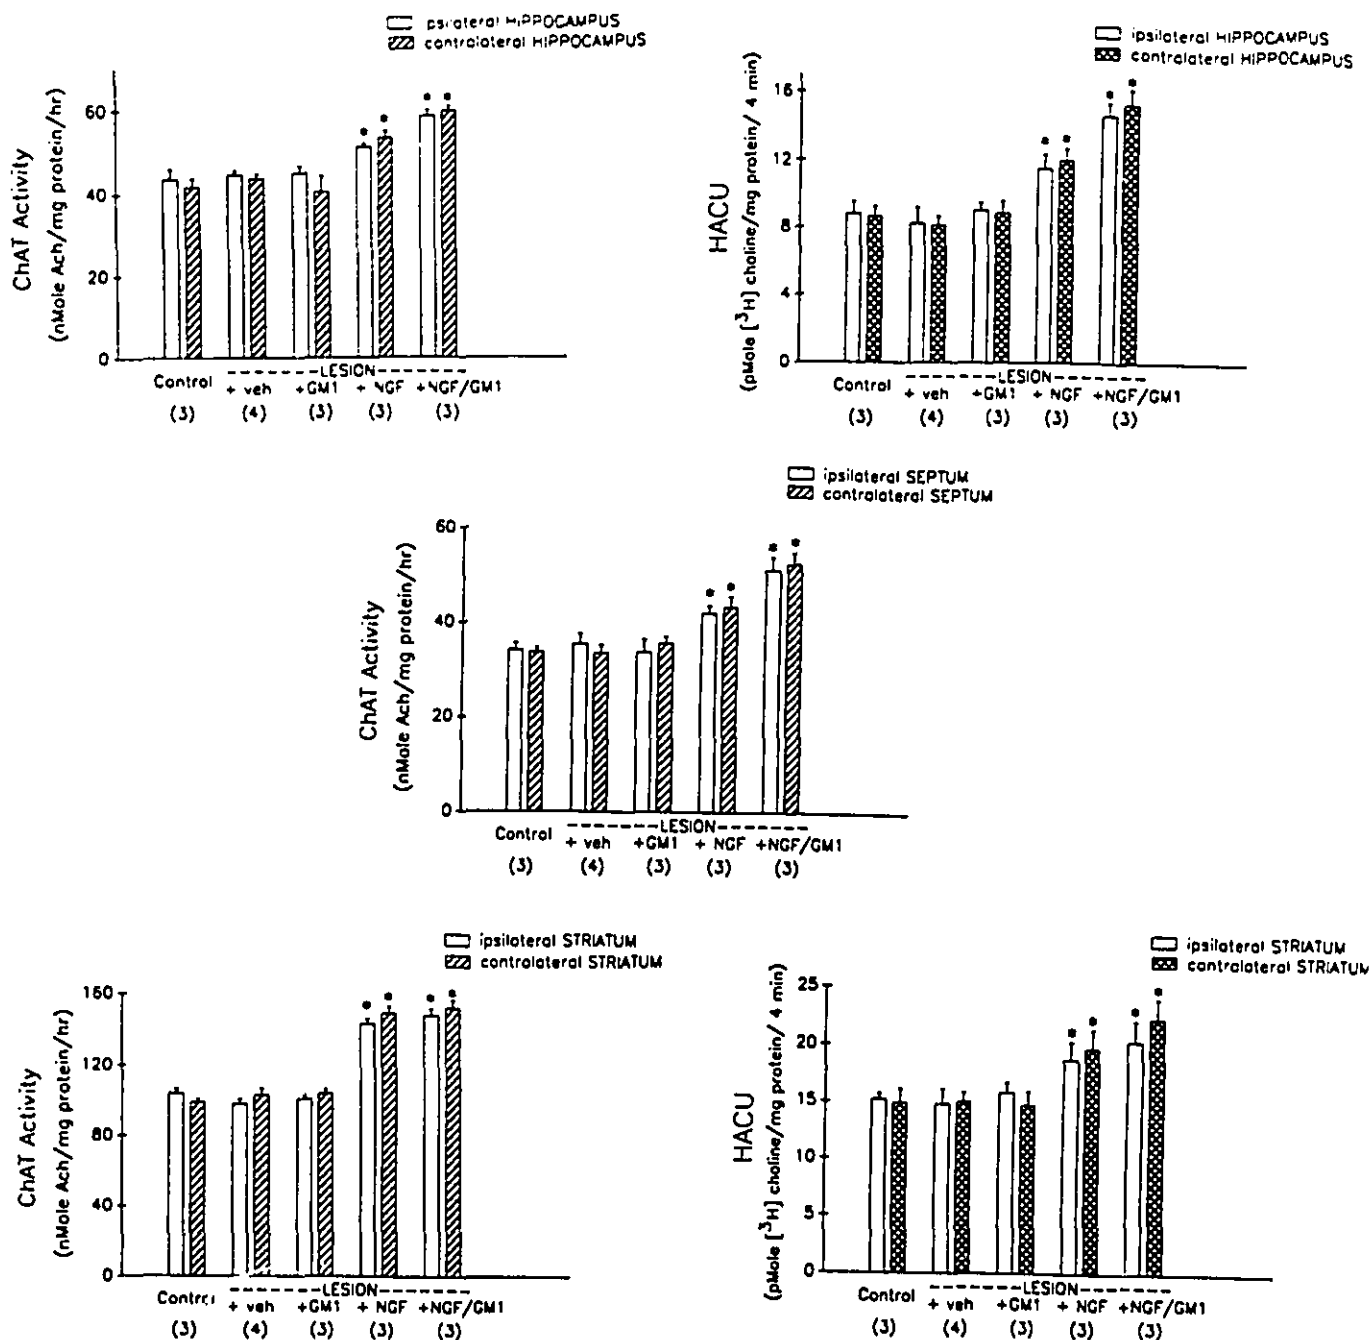 psilateral HIPPOCAMPUS
contralateral HIPPOCAMPUS
ChAT Activity
(nMole Ach/mg protein/hr)
60
40
20
0
*
*
*
*
LESION
Control
+ veh
+GM1
+ NGF
+NGF/GM1
(3)
(4)
(3)
(3)
(3)
ipsilateral HIPPOCAMPUS
contralateral HIPPOCAMPUS
HACU
(pMole [³H] choline/mg protein/ 4 min)
16
12
8
4
0
*
*
*
*
LESION
Control
+ veh
+GM1
+ NGF
+NGF/GM1
(3)
(4)
(3)
(3)
(3)
ipsilateral SEPTUM
contralateral SEPTUM
ChAT Activity
(nMole Ach/mg protein/hr)
60
40
20
0
*
*
*
*
LESION
Control
+ veh
+GM1
+ NGF
+NGF/GM1
(3)
(4)
(3)
(3)
(3)
ipsilateral STRIATUM
contralateral STRIATUM
ChAT Activity
(nMole Ach/mg protein/hr)
160
120
80
40
0
*
*
*
*
LESION
Control
+ veh
+GM1
+ NGF
+NGF/GM1
(3)
(4)
(3)
(3)
(3)
ipsilateral STRIATUM
contralateral STRIATUM
HACU
(pMole [³H] choline/mg protein/ 4 min)
25
20
15
10
5
0
*
*
*
*
LESION
Control
+ veh
+GM1
+ NGF
+NGF/GM1
(3)
(4)
(3)
(3)
(3)